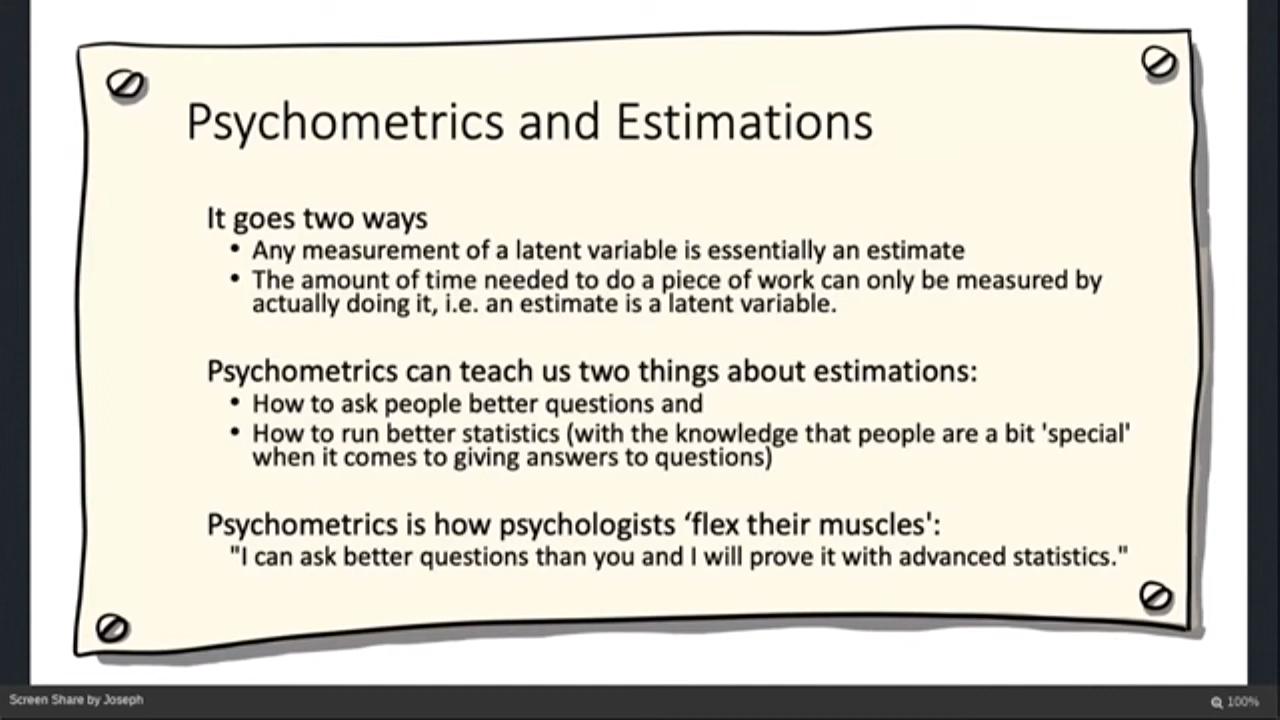 Psychometrics and Estimations
It goes two ways
• Any measurement of a latent variable is essentially an estimate
• The amount of time needed to do a piece of work can only be measured by
actually doing it, i.e. an estimate is a latent variable.
Psychometrics can teach us two things about estimations:
• How to ask people better questions and
• How to run better statistics (with the knowledge that people are a bit 'special'
when it comes to giving answers to questions)
Psychometrics is how psychologists ‘flex their muscles':
"I can ask better questions than you and I will prove it with advanced statistics."
Screen Share by Joseph
100%